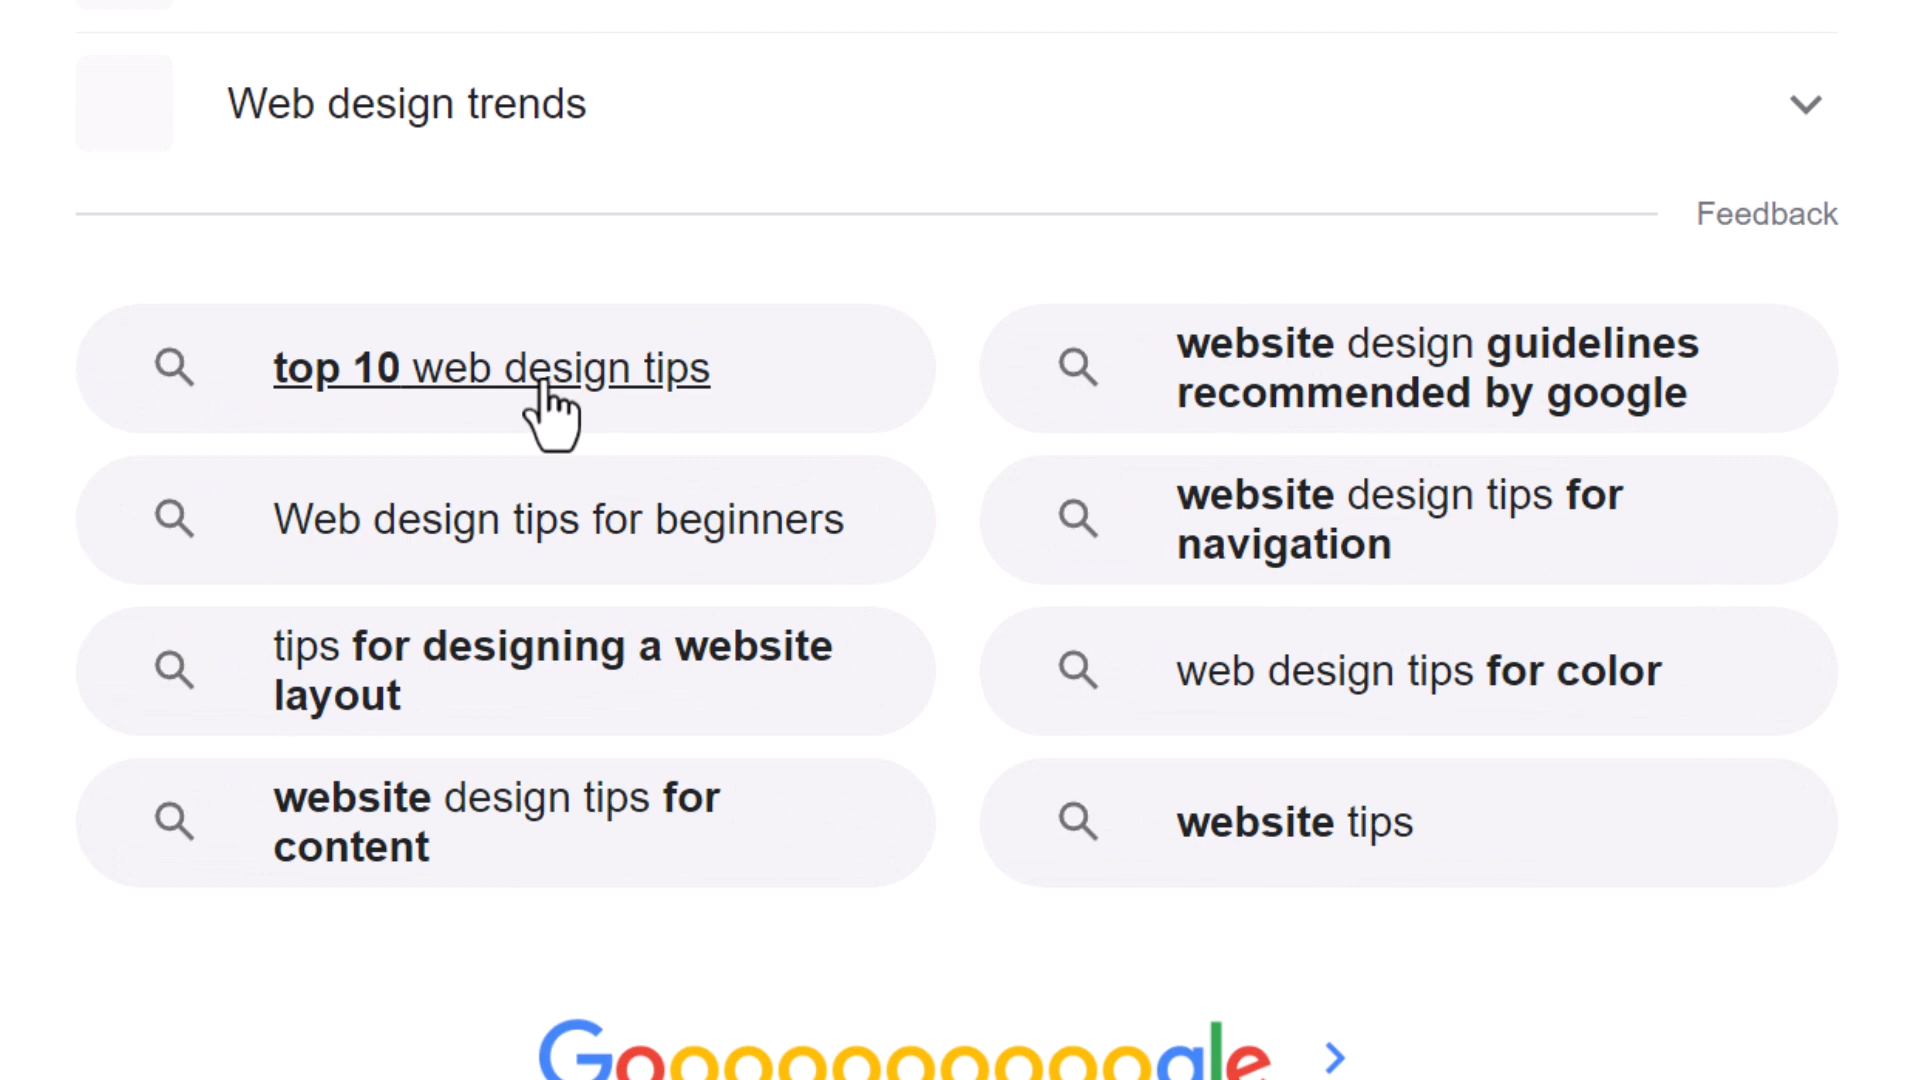 Web design trends
Feedback
top 10 web design tips
website design guidelines
recommended by google
Web design tips for beginners
website design tips for
navigation
tips for designing a website
layout
web design tips for color
website design tips for
content
website tips
Goooooooooogle